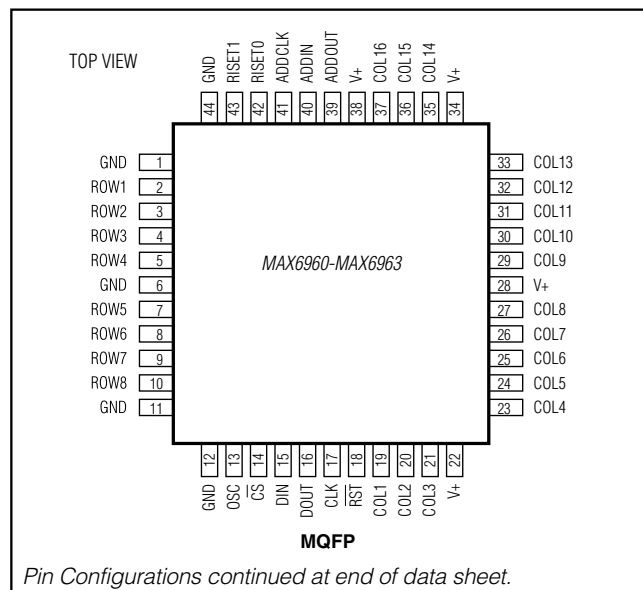 TOP VIEW
GND
RISET1
RISET0
ADDCLK
ADDIN
ADDOUT
V+
COL16
COL15
COL14
V+
44
43
42
41
40
39
38
37
36
35
34
GND 1
ROW1 2
ROW2 3
ROW3 4
ROW4 5
GND 6
ROW5 7
ROW6 8
ROW7 9
ROW8 10
GND 11
MAX6960-MAX6963
33 COL13
32 COL12
31 COL11
30 COL10
29 COL9
28 V+
27 COL8
26 COL7
25 COL6
24 COL5
23 COL4
12
13
14
15
16
17
18
19
20
21
22
GND
OSC
C̅S̅
DIN
DOUT
CLK
R̅S̅T̅
COL1
COL2
COL3
V+
MQFP
Pin Configurations continued at end of data sheet.